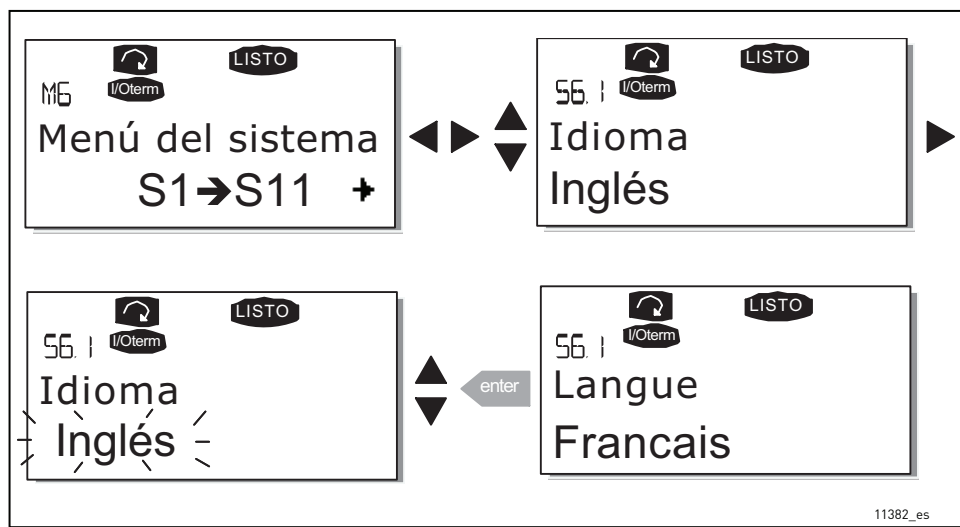 LISTO
M6
I/Oterm
Menú del sistema
S1➔S11
LISTO
S6.1
I/Oterm
Idioma
Inglés
LISTO
S6.1
I/Oterm
Idioma
Inglés
enter
LISTO
S6.1
I/Oterm
Langue
Francais
11382_es